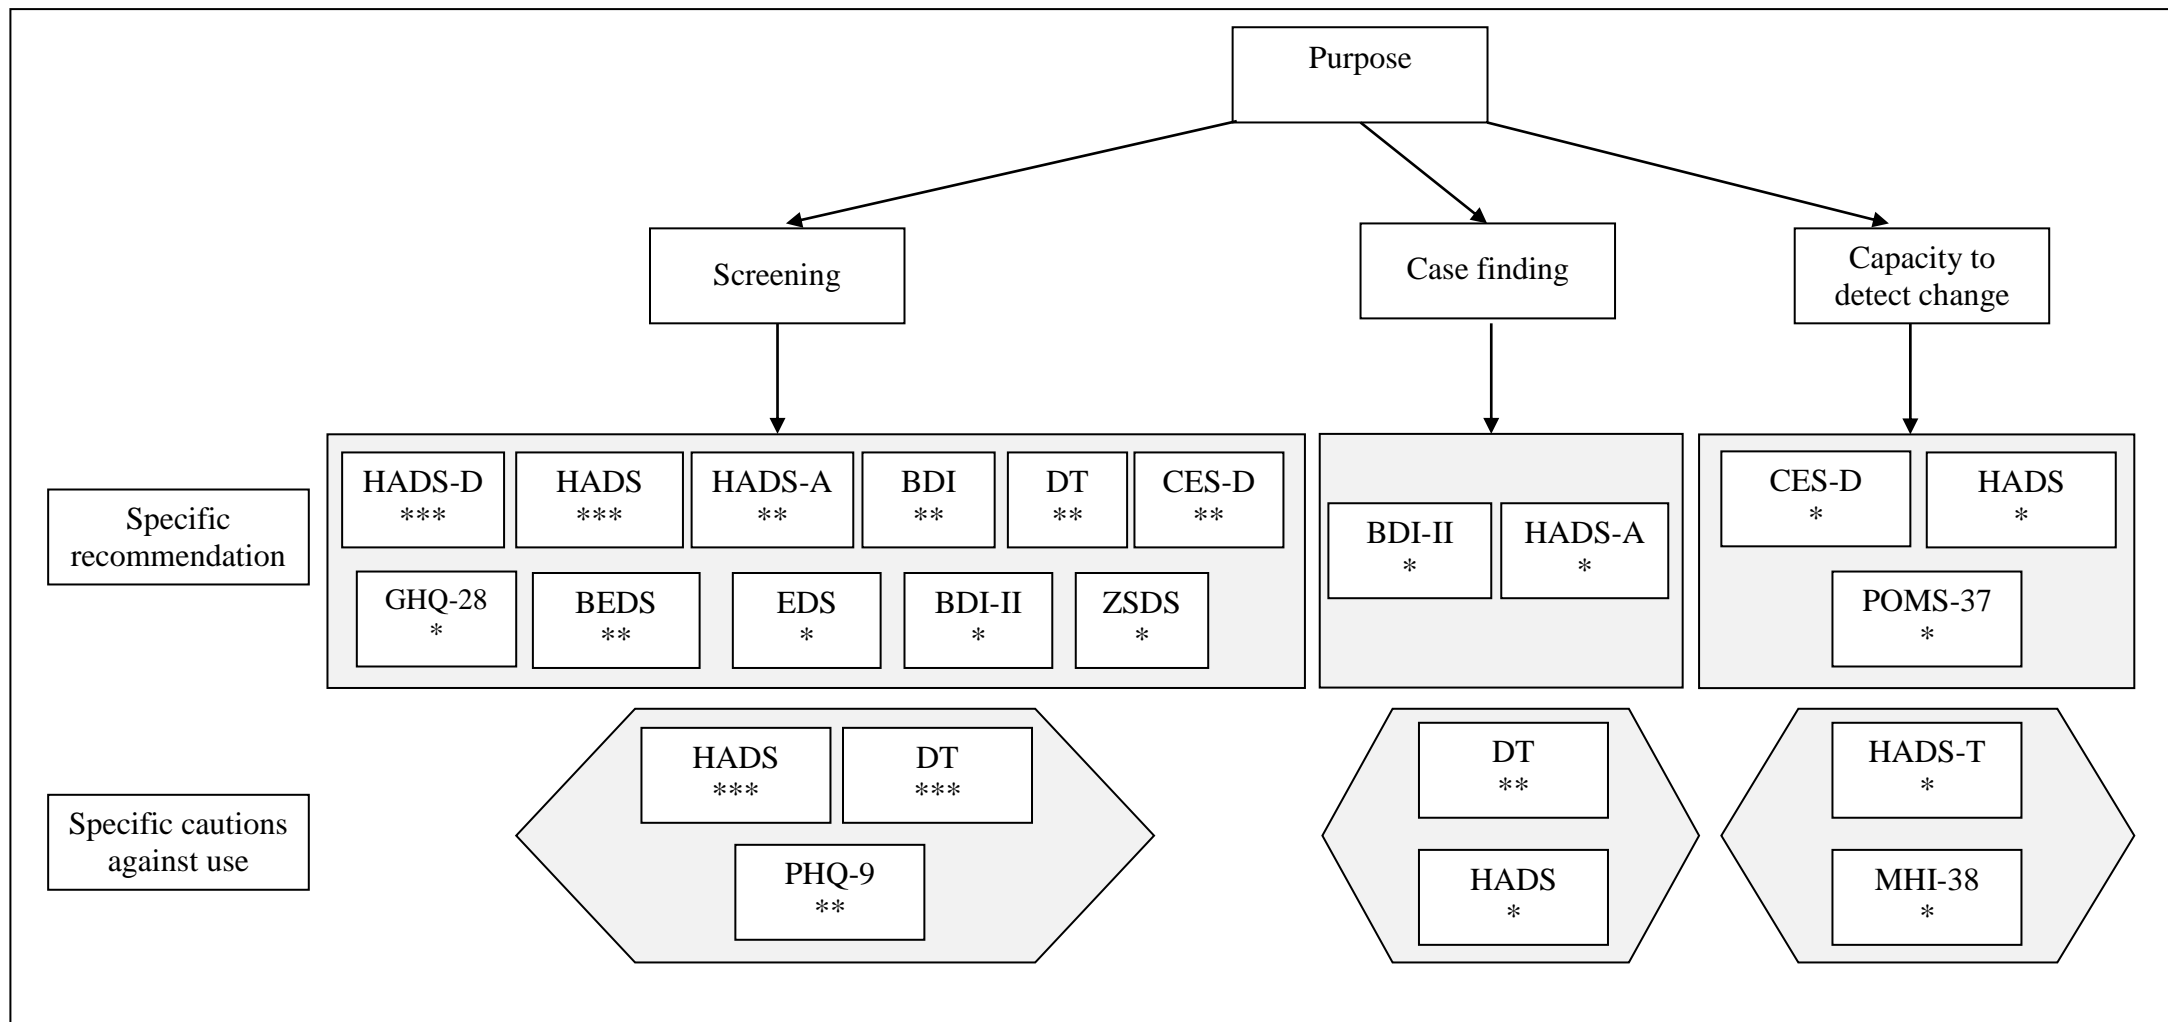 Purpose
Screening
Case finding
Capacity to
detect change
Specific
recommendation
HADS-D
***
HADS
***
HADS-A
**
BDI
**
DT
**
CES-D
**
GHQ-28
*
BEDS
**
EDS
*
BDI-II
*
ZSDS
*
BDI-II
*
HADS-A
*
CES-D
*
HADS
*
POMS-37
*
Specific cautions
against use
HADS
***
DT
***
PHQ-9
**
DT
**
HADS
*
HADS-T
*
MHI-38
*